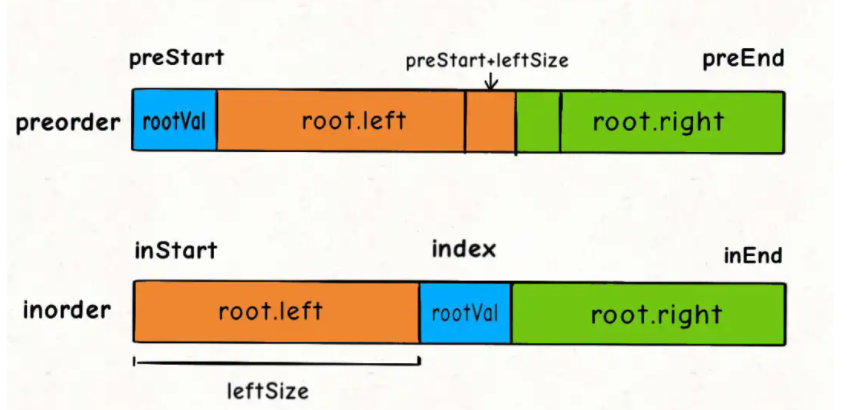 preStart preStart+leftSize preEnd
preorder rootVal root.left root.right
inStart index inEnd
inorder root.left rootVal root.right
leftSize